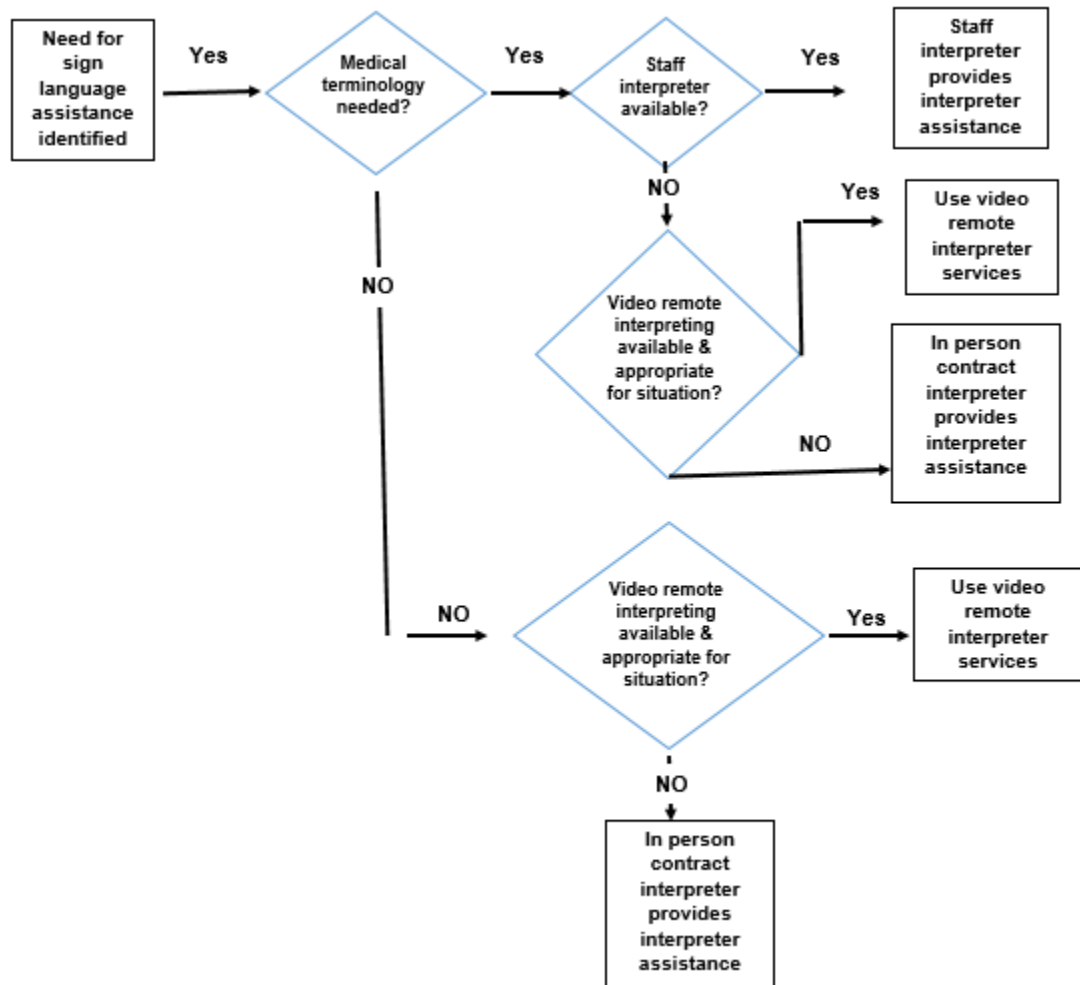 Need for
sign
language
assistance
identified
Yes
Medical
terminology
needed?
Yes
Staff
interpreter
available?
Yes
Staff
interpreter
provides
interpreter
assistance
NO
Yes
Use video
remote
interpreter
services
NO
Video remote
interpreting
available &
appropriate
for situation?
In person
contract
interpreter
provides
interpreter
assistance
NO
NO
Video remote
interpreting
available &
appropriate for
situation?
Yes
Use video
remote
interpreter
services
NO
In person
contract
interpreter
provides
interpreter
assistance